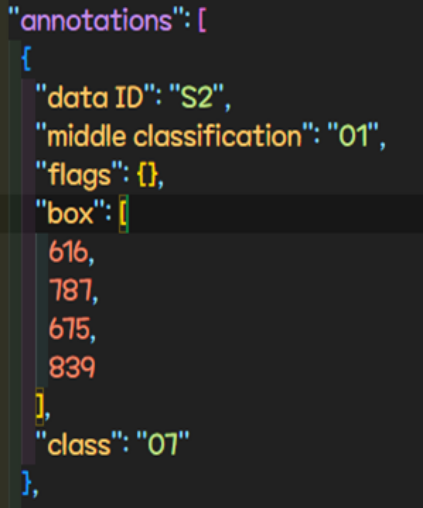 "annotations": [
{
"data ID": "S2",
"middle classification": "01",
"flags": {},
"box": [
616,
787,
675,
839
],
"class": "07"
},